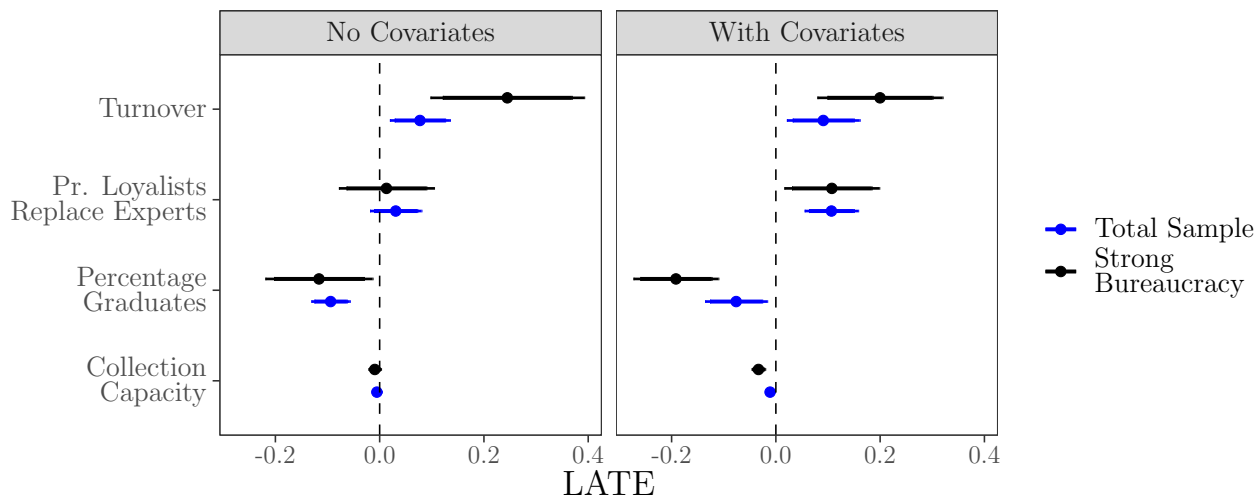 No Covariates
With Covariates
Turnover
Pr. Loyalists
Replace Experts
Percentage
Graduates
Collection
Capacity
-0.2 0.0 0.2 0.4
-0.2 0.0 0.2 0.4
LATE
Total Sample
Strong
Bureaucracy